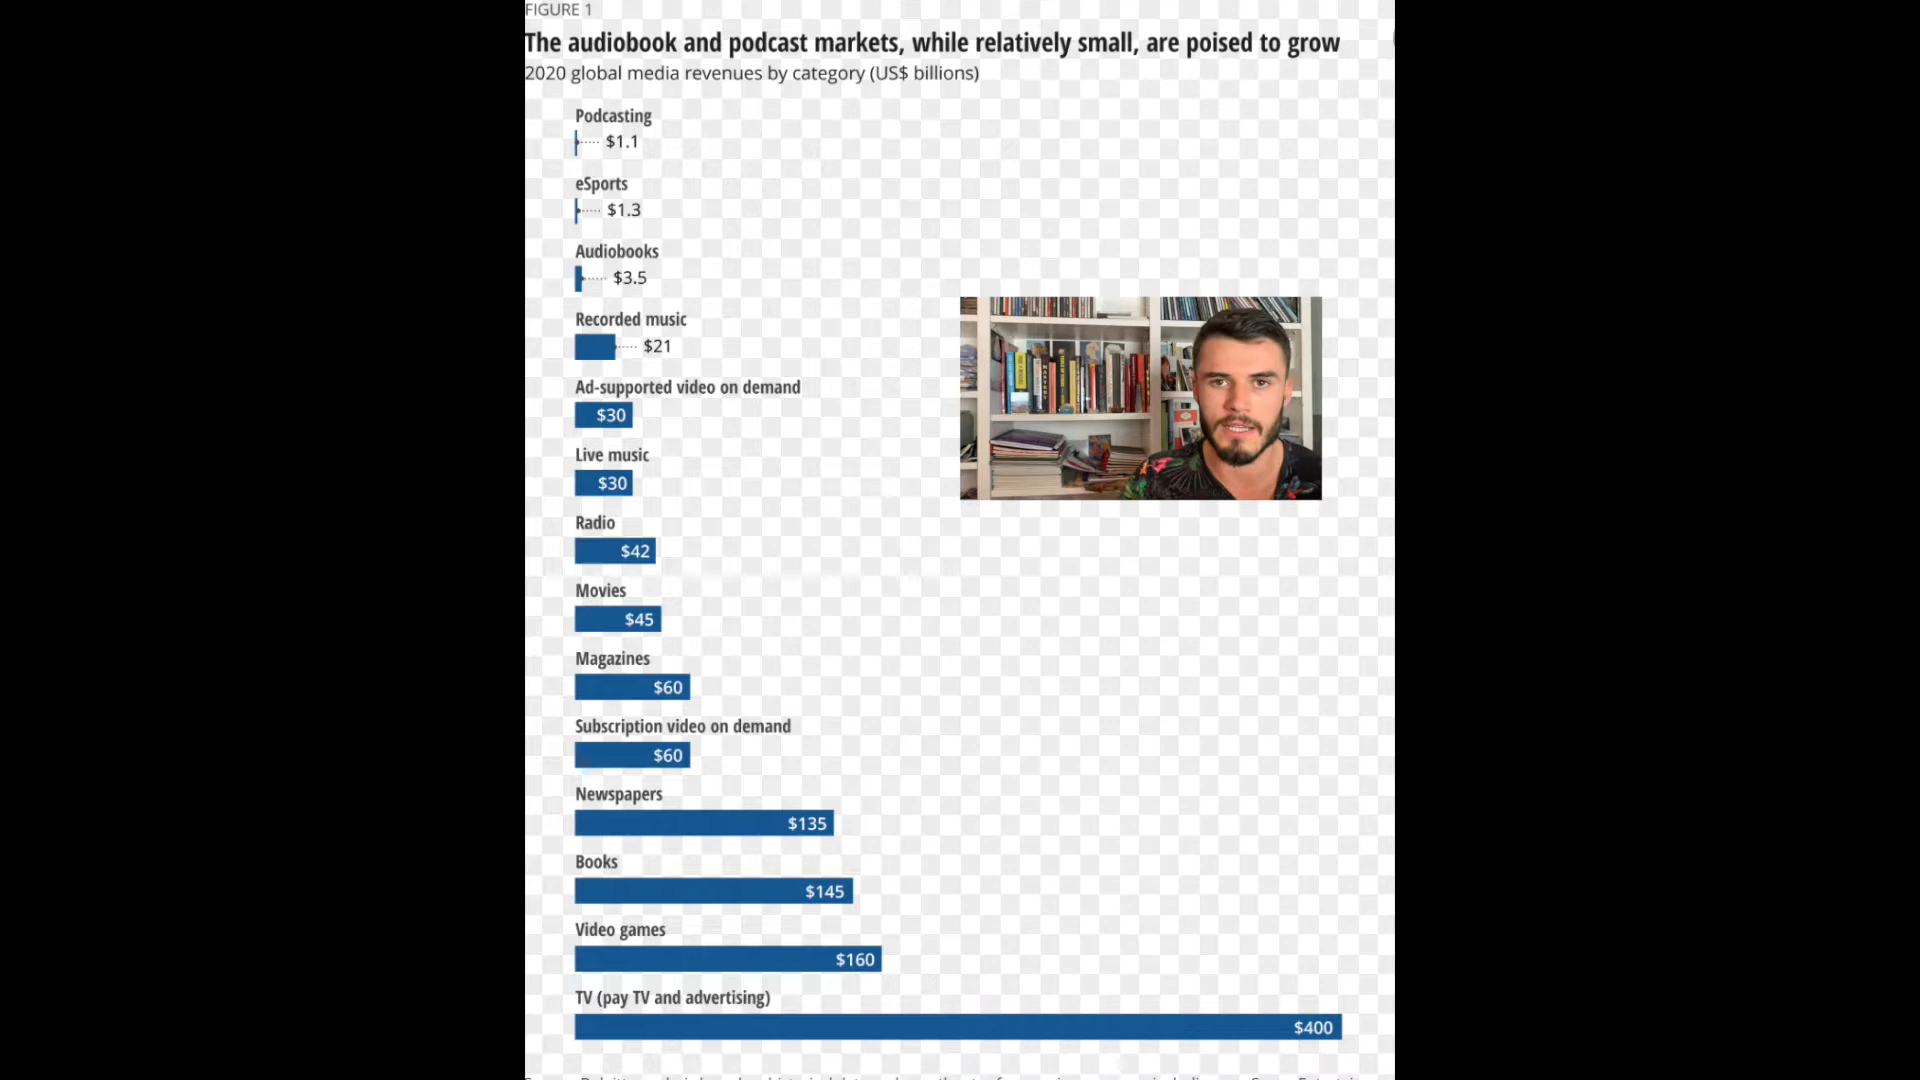 FIGURE 1
The audiobook and podcast markets, while relatively small, are poised to grow
2020 global media revenues by category (US$ billions)
Podcasting
$1.1
eSports
$1.3
Audiobooks
$3.5
Recorded music
$21
Ad-supported video on demand
$30
Live music
$30
Radio
$42
Movies
$45
Magazines
$60
Subscription video on demand
$60
Newspapers
$135
Books
$145
Video games
$160
TV (pay TV and advertising)
$400